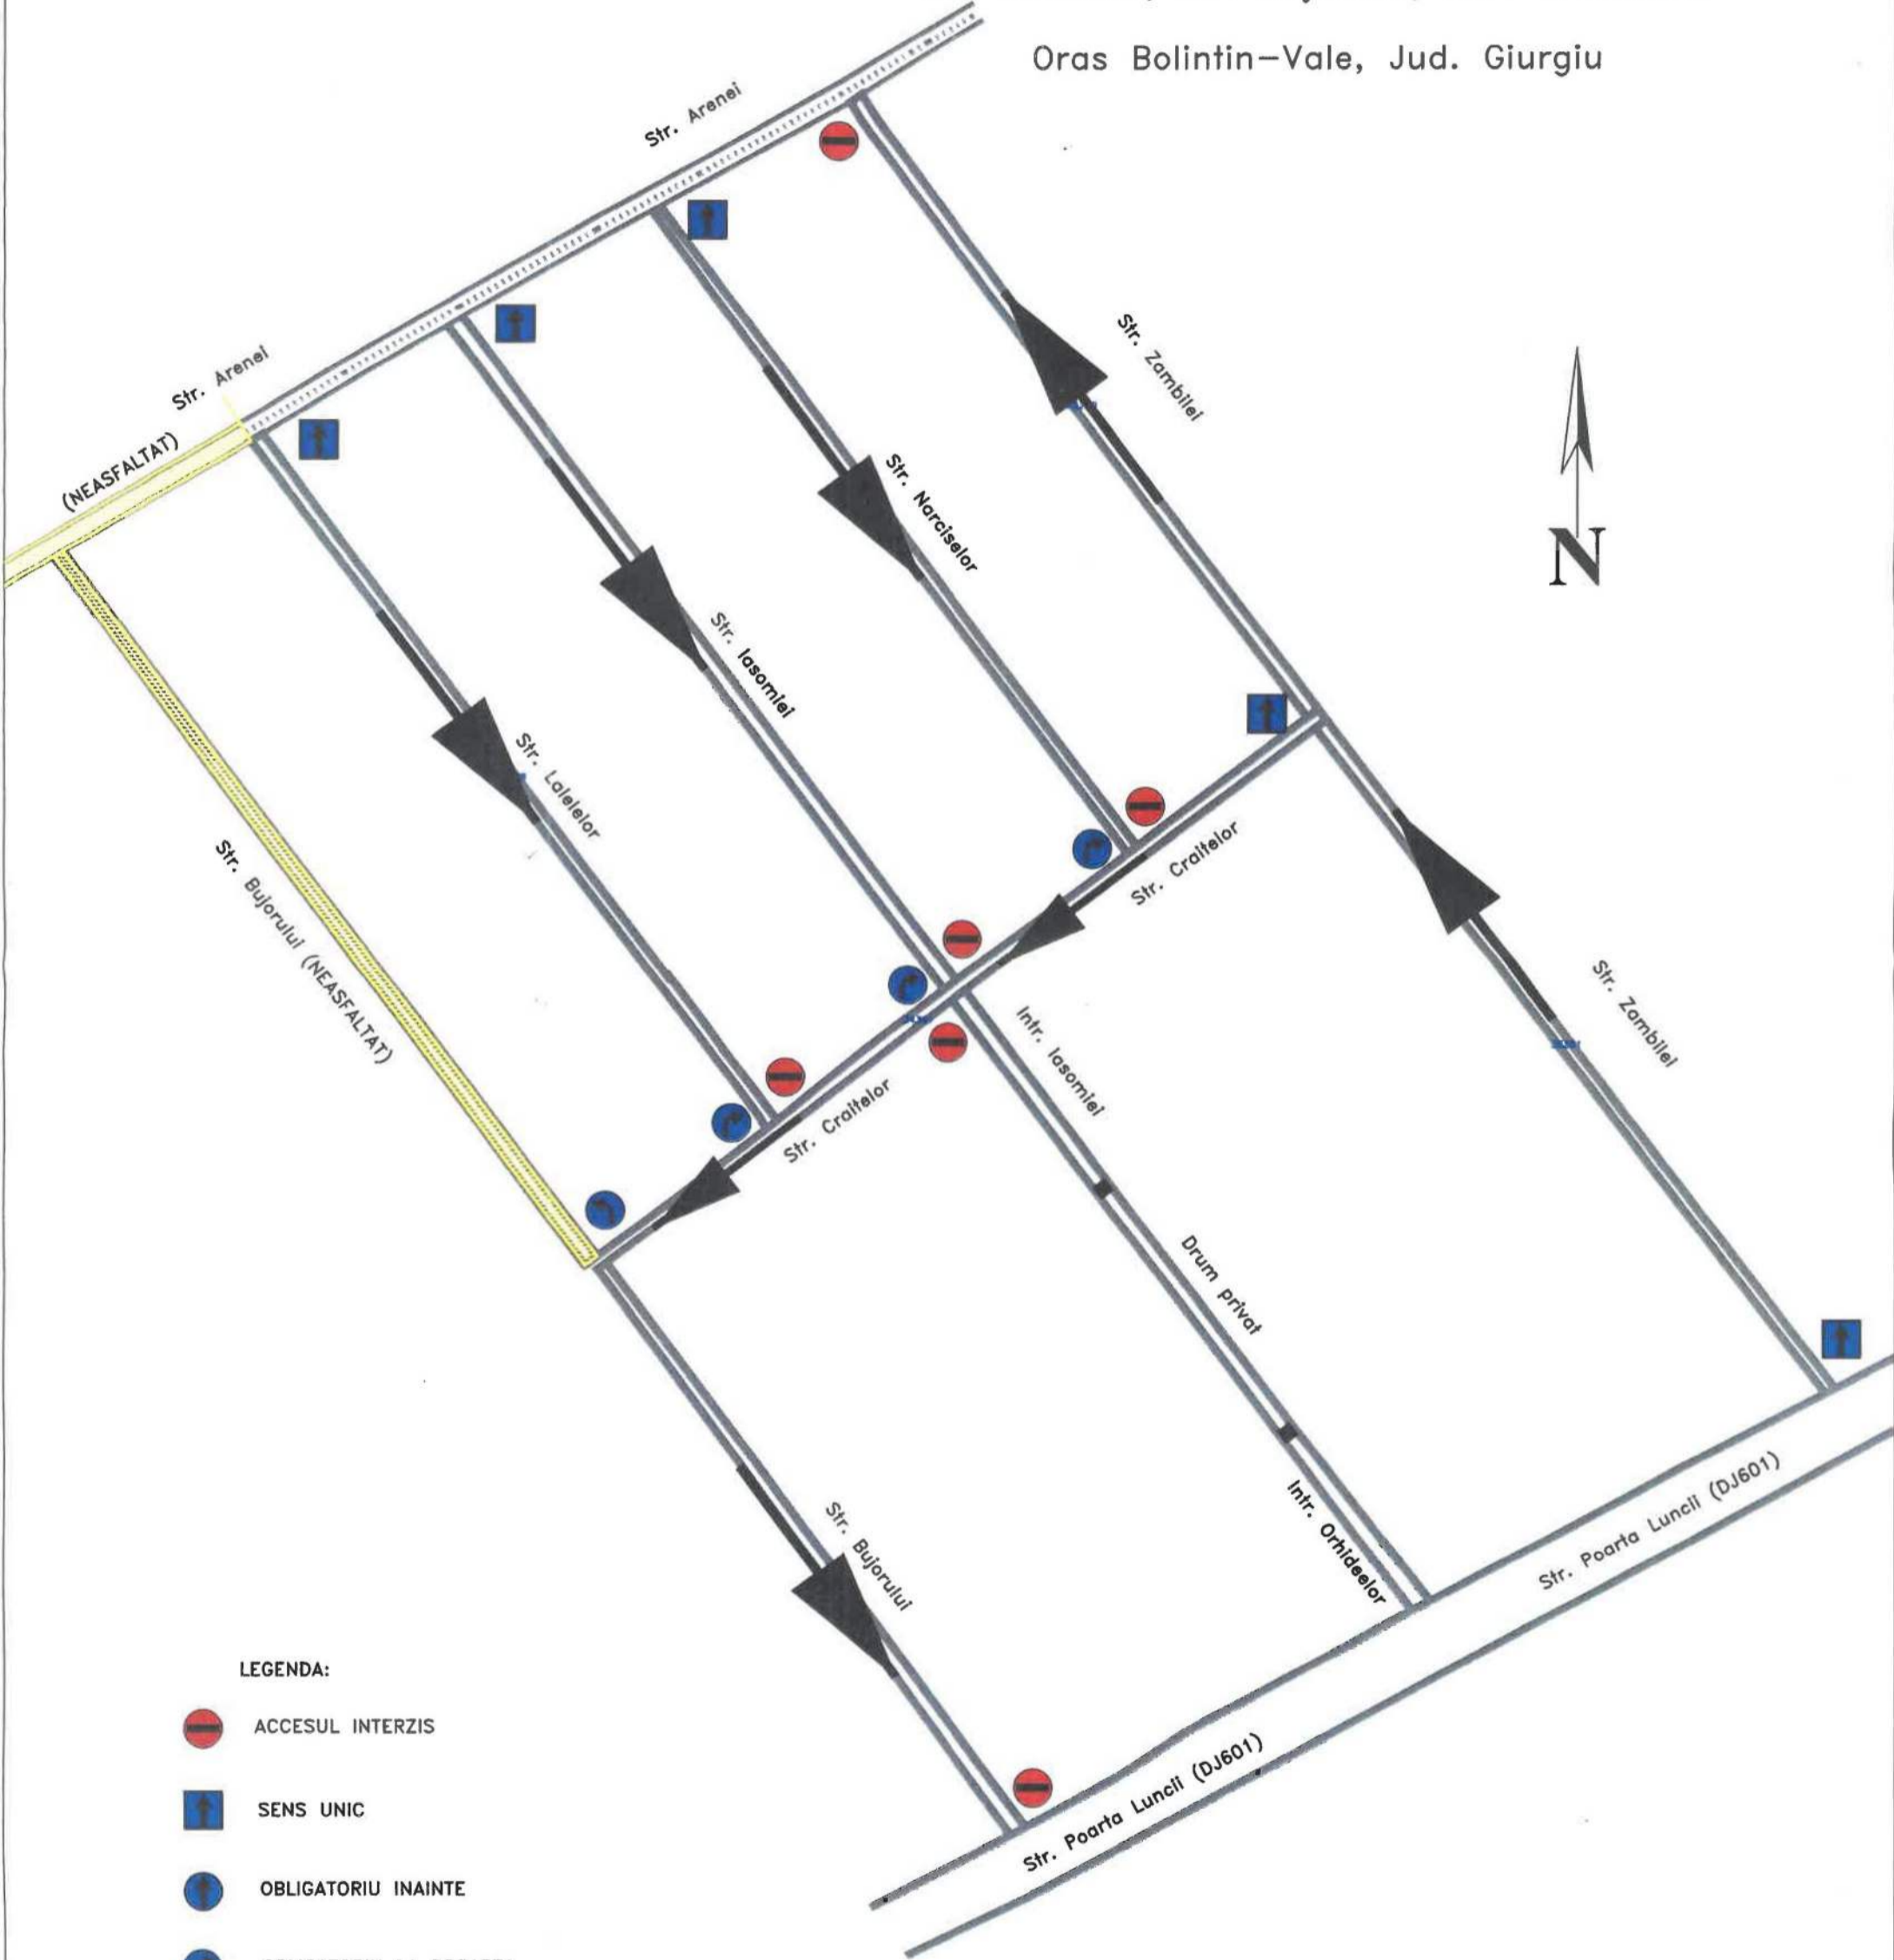 Oras Bolintin-Vale, Jud. Giurgiu
Str. Arenei
Str. Arenei
(NEASFALTAT)
Str. Zambilei
N
Str. Narciselor
Str. Iasomiei
Str. Lalelelor
Str. Bujorului (NEASFALTAT)
Str. Craitelor
Str. Zambilei
Intr. Iasomiei
Str. Craitelor
Drum privat
Intr. Orhideelor
Str. Poarta Luncii (DJ601)
Str. Bujorului
Str. Poarta Luncii (DJ601)
LEGENDA:
ACCESUL INTERZIS
SENS UNIC
OBLIGATORIU INAINTE